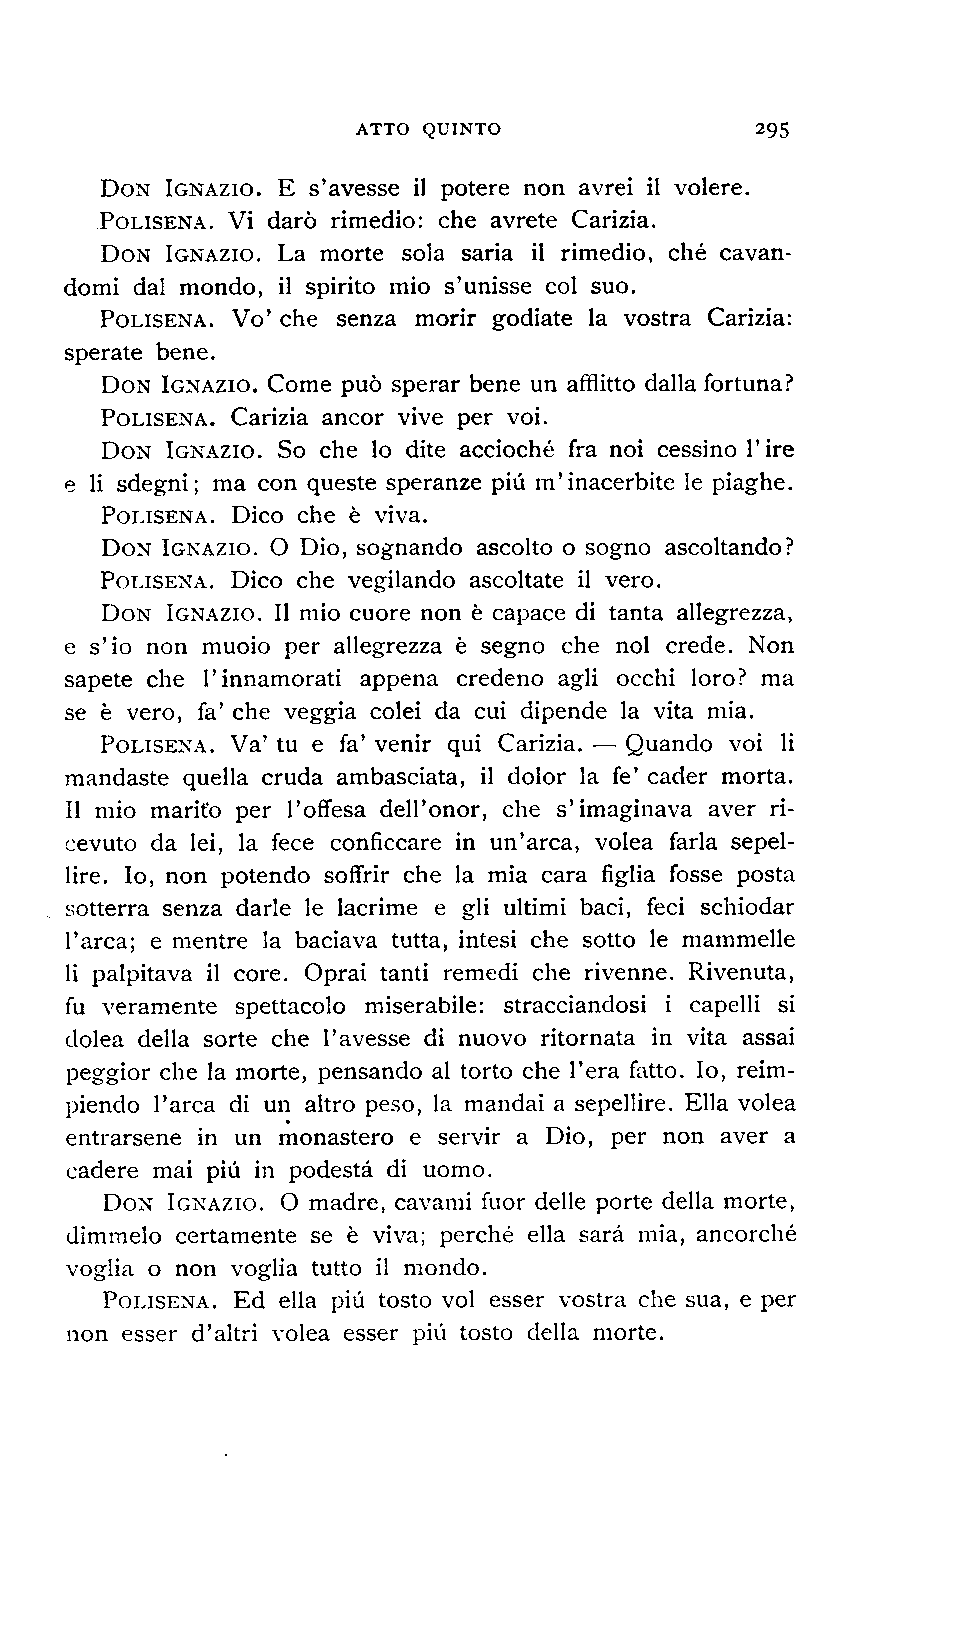 ATTO QUINTO 295
DON IGNAZIO. E s'avesse il potere non avrei il volere.
POLISENA. Vi darò rimedio: che avrete Carizia.
DON IGNAZIO. La morte sola saria il rimedio, ché cavan-
domi dal mondo, il spirito mio s'unisse col suo.
POLISENA. Vo' che senza morir godiate la vostra Carizia:
sperate bene.
DON IGNAZIO. Come può sperar bene un afflitto dalla fortuna?
POLISENA. Carizia ancor vive per voi.
DON IGNAZIO. So che lo dite accioché fra noi cessino l'ire
e li sdegni; ma con queste speranze piú m'inacerbite le piaghe.
POLISENA. Dico che è viva.
DON IGNAZIO. O Dio, sognando ascolto o sogno ascoltando?
POLISENA. Dico che vegilando ascoltate il vero.
DON IGNAZIO. Il mio cuore non è capace di tanta allegrezza,
e s'io non muoio per allegrezza è segno che nol crede. Non
sapete che l'innamorati appena credeno agli occhi loro? ma
se è vero, fa' che veggia colei da cui dipende la vita mia.
POLISENA. Va' tu e fa' venir qui Carizia. — Quando voi li
mandaste quella cruda ambasciata, il dolor la fe' cader morta.
Il mio marito per l'offesa dell'onor, che s'imaginava aver ri-
cevuto da lei, la fece conficcare in un'arca, volea farla sepel-
lire. Io, non potendo soffrir che la mia cara figlia fosse posta
sotterra senza darle le lacrime e gli ultimi baci, feci schiodar
l'arca; e mentre la baciava tutta, intesi che sotto le mammelle
li palpitava il core. Oprai tanti remedi che rivenne. Rivenuta,
fu veramente spettacolo miserabile: stracciandosi i capelli si
dolea della sorte che l'avesse di nuovo ritornata in vita assai
peggior che la morte, pensando al torto che l'era fatto. Io, reim-
piendo l'arca di un altro peso, la mandai a sepellire. Ella volea
entrarsene in un monastero e servir a Dio, per non aver a
cadere mai piú in podestá di uomo.
DON IGNAZIO. O madre, cavami fuor delle porte della morte,
dimmelo certamente se è viva; perché ella sará mia, ancorché
voglia o non voglia tutto il mondo.
POLISENA. Ed ella piú tosto vol esser vostra che sua, e per
non esser d'altri volea esser piú tosto della morte.